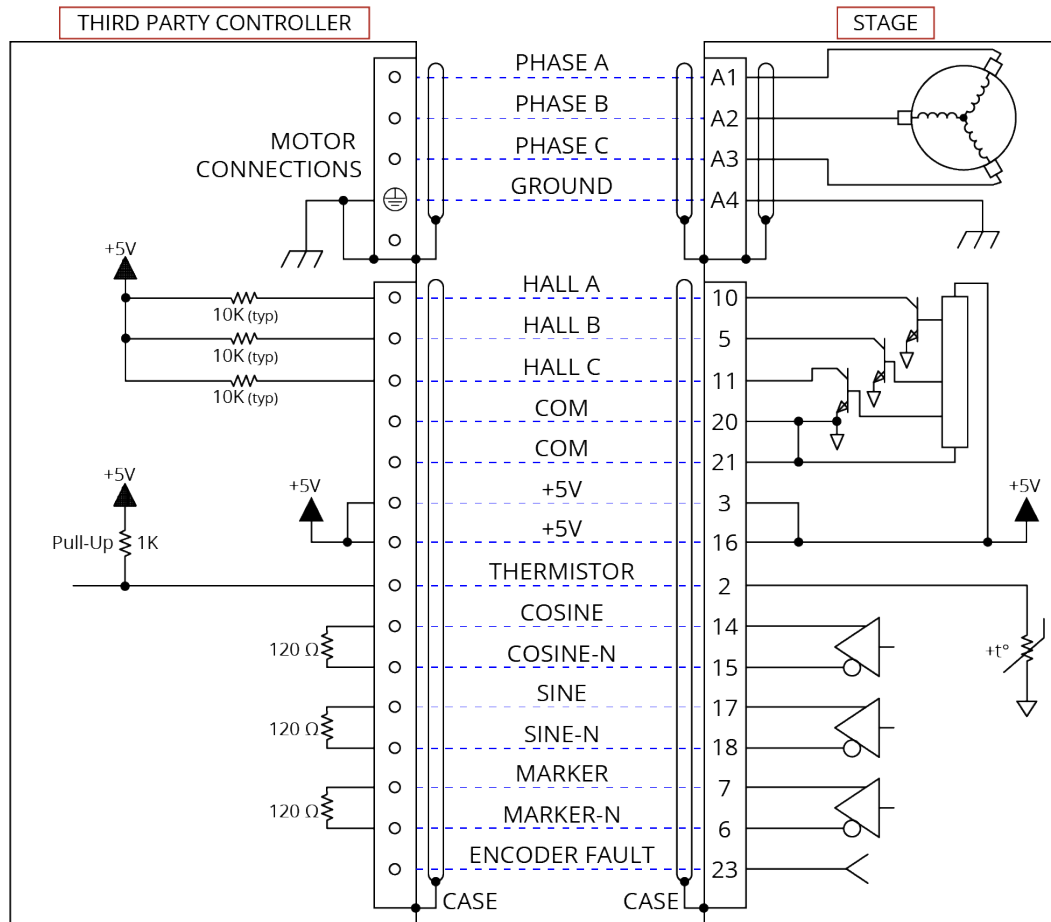 THIRD PARTY CONTROLLER
STAGE
MOTOR
CONNECTIONS
PHASE A
A1
PHASE B
A2
PHASE C
A3
GROUND
A4
+5V
10K (typ)
10K (typ)
10K (typ)
HALL A
10
HALL B
5
HALL C
11
COM
20
COM
21
+5V
3
+5V
16
+5V
+5V
+5V
Pull-Up
1K
THERMISTOR
2
COSINE
14
120 Ω
COSINE-N
15
+t°
SINE
17
120 Ω
SINE-N
18
MARKER
7
120 Ω
MARKER-N
6
ENCODER FAULT
23
CASE
CASE